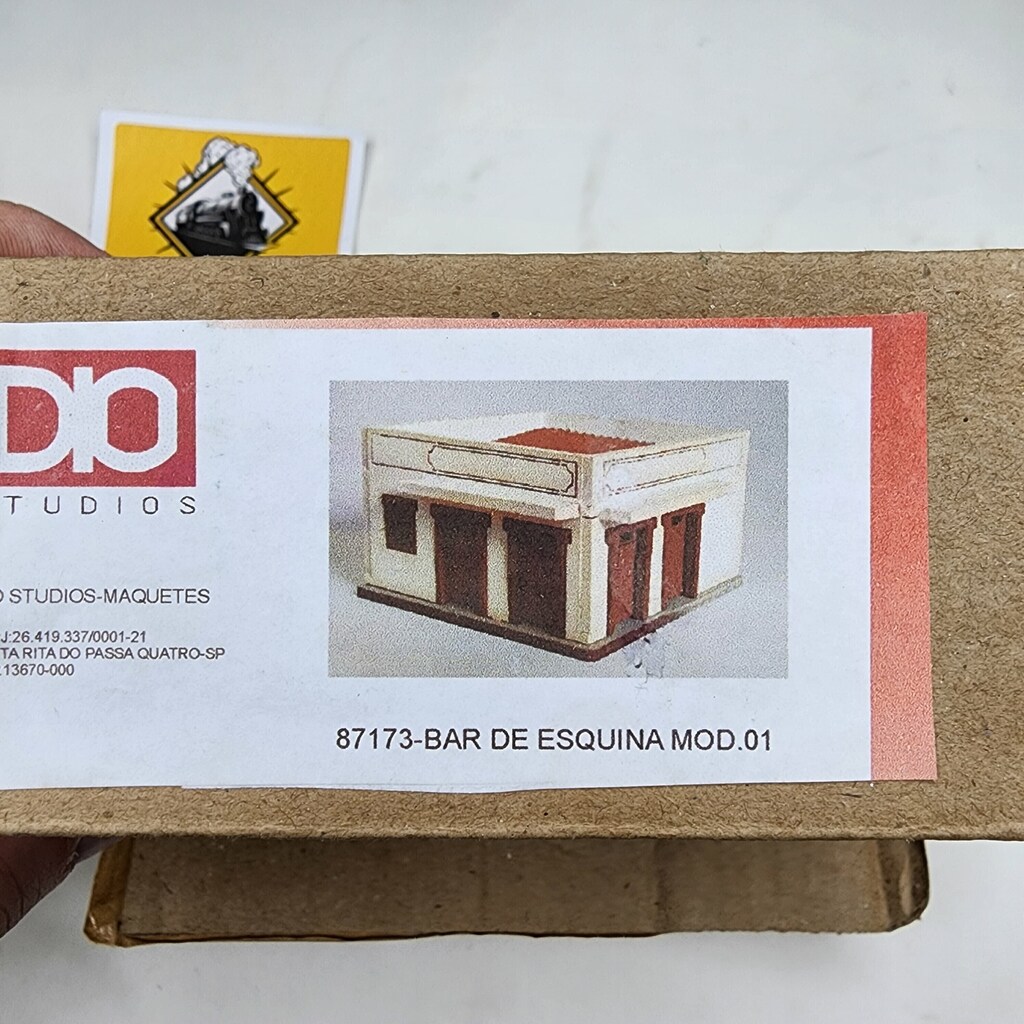 DIO
TUDIOS
O STUDIOS-MAQUETES
J:26.419.337/0001-21
TA RITA DO PASSA QUATRO-SP
.13670-000
87173-BAR DE ESQUINA MOD.01